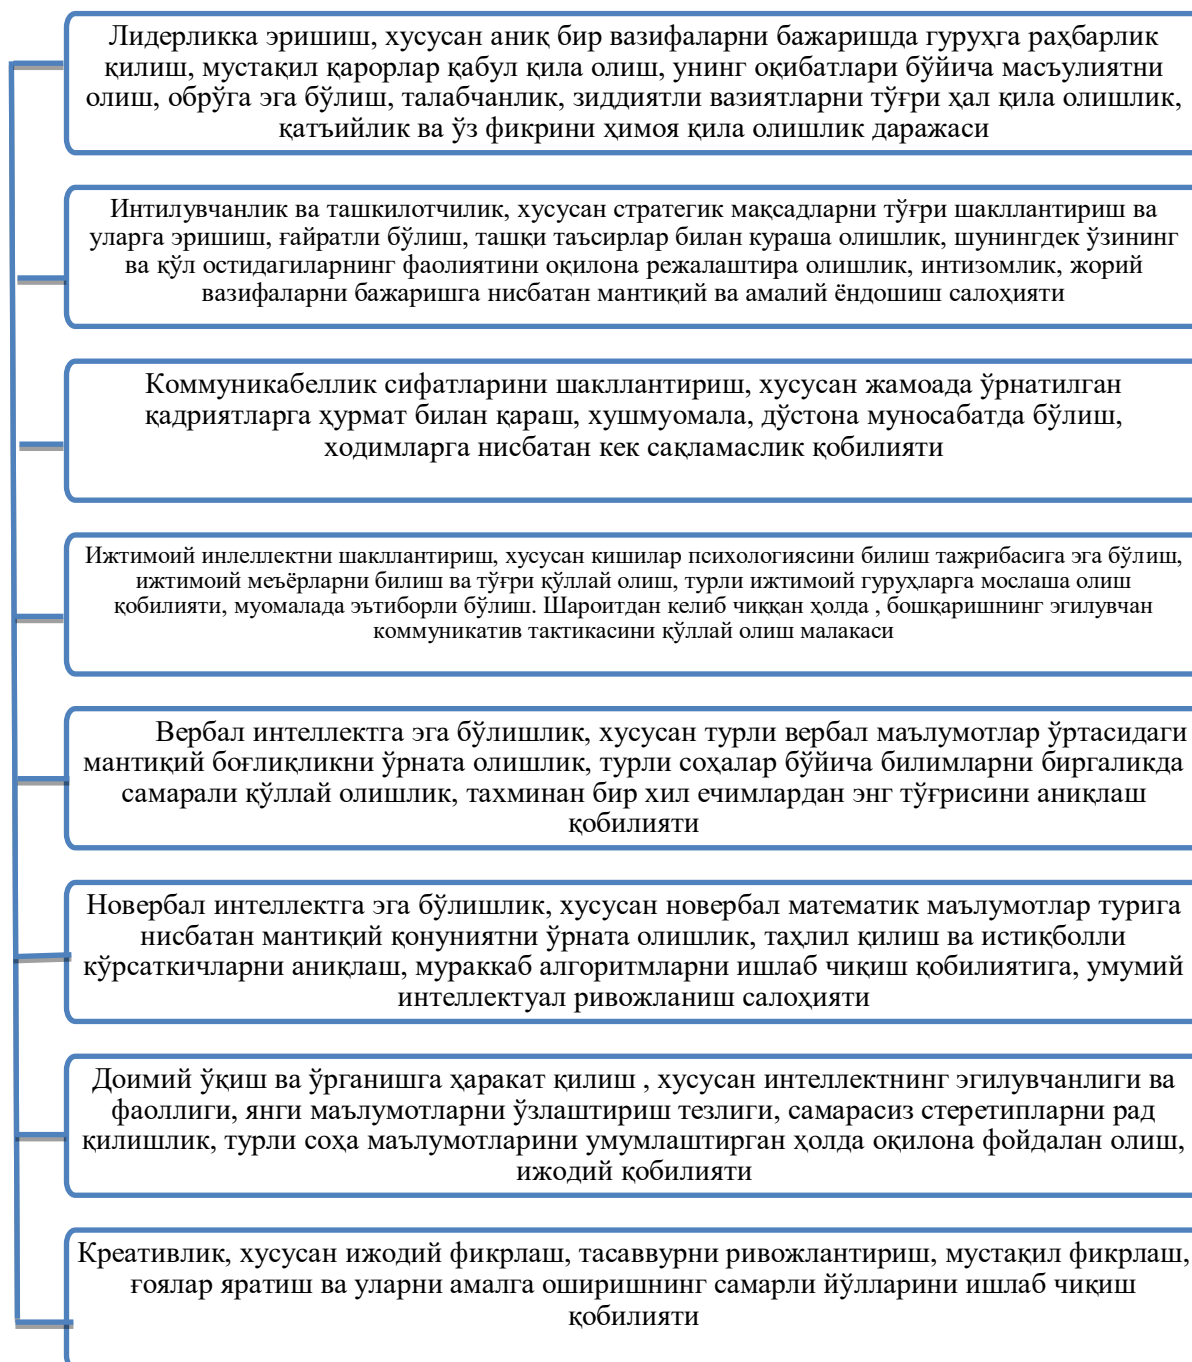 Лидерликка эришиш, хусусан аниқ бир вазифаларни бажаришда гуруҳга раҳбарлик
қилиш, мустақил қарорлар қабул қила олиш, унинг оқибатлари бўйича масъулиятни
олиш, обрўга эга бўлиш, талабчанлик, зиддиятли вазиятларни тўғри ҳал қила олишлик,
қатъийлик ва ўз фикрини ҳимоя қила олишлик даражаси
Интилувчанлик ва ташкилотчилик, хусусан стратегик мақсадларни тўғри шакллантириш ва
уларга эришиш, ғайратли бўлиш, ташқи таъсирлар билан кураша олишлик, шунингдек ўзининг
ва қўл остидагиларнинг фаолиятини оқилона режалаштира олишлик, интизомлик, жорий
вазифаларни бажаришга нисбатан мантиқий ва амалий ёндошиш салоҳияти
Коммуникабеллик сифатларини шакллантириш, хусусан жамоада ўрнатилган
қадриятларга ҳурмат билан қараш, хушмуомала, дўстона муносабатда бўлиш,
ходимларга нисбатан кек сақламаслик қобилияти
Ижтимоий инлеллектни шакллантириш, хусусан кишилар психологиясини билиш тажрибасига эга бўлиш,
ижтимоий меъёрларни билиш ва тўғри қўллай олиш, турли ижтимоий гуруҳларга мослаша олиш
қобилияти, муомалада эътиборли бўлиш. Шароитдан келиб чиққан ҳолда , бошқаришнинг эгилувчан
коммуникатив тактикасини қўллай олиш малакаси
Вербал интеллектга эга бўлишлик, хусусан турли вербал маълумотлар ўртасидаги
мантиқий боғлиқликни ўрната олишлик, турли соҳалар бўйича билимларни биргаликда
самарали қўллай олишлик, тахминан бир хил ечимлардан энг тўғрисини аниқлаш
қобилияти
Новербал интеллектга эга бўлишлик, хусусан новербал математик маълумотлар турига
нисбатан мантиқий қонуниятни ўрната олишлик, таҳлил қилиш ва истиқболли
кўрсаткичларни аниқлаш, мураккаб алгоритмларни ишлаб чиқиш қобилиятига, умумий
интеллектуал ривожланиш салоҳияти
Доимий ўқиш ва ўрганишга ҳаракат қилиш , хусусан интеллектнинг эгилувчанлиги ва
фаоллиги, янги маълумотларни ўзлаштириш тезлиги, самарасиз стеретипларни рад
қилишлик, турли соҳа маълумотларини умумлаштирган ҳолда оқилона фойдалан олиш,
ижодий қобилияти
Креативлик, хусусан ижодий фикрлаш, тасаввурни ривожлантириш, мустақил фикрлаш,
ғоялар яратиш ва уларни амалга оширишнинг самарли йўлларини ишлаб чиқиш
қобилияти